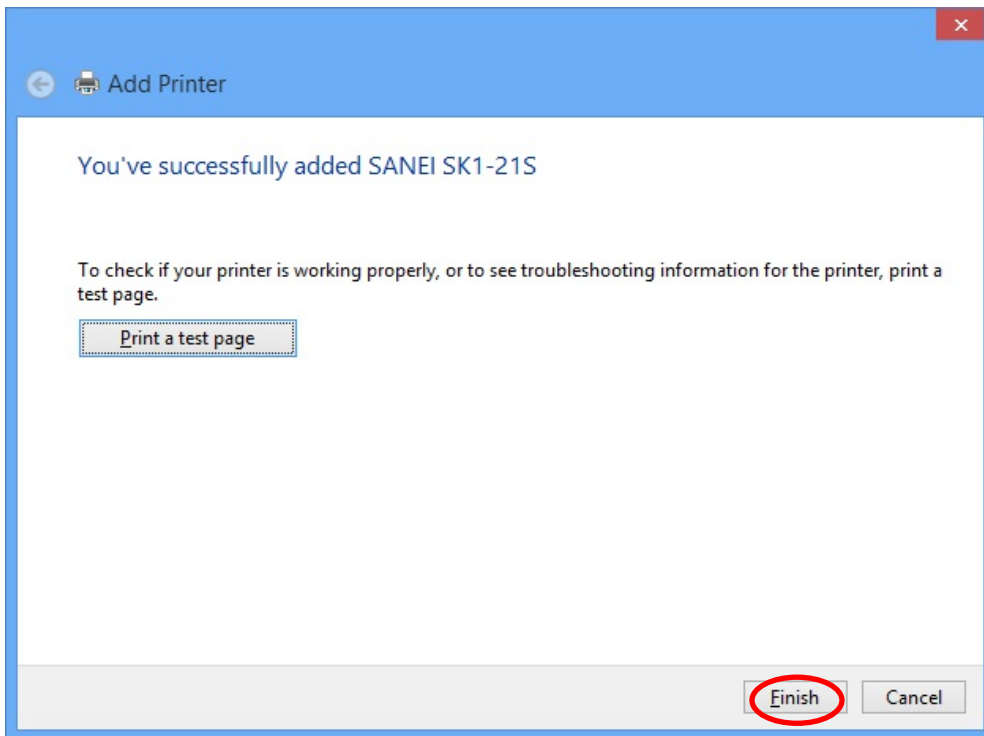 Add Printer
You've successfully added SANEI SK1-21S
To check if your printer is working properly, or to see troubleshooting information for the printer, print a
test page.
Print a test page
Finish Cancel